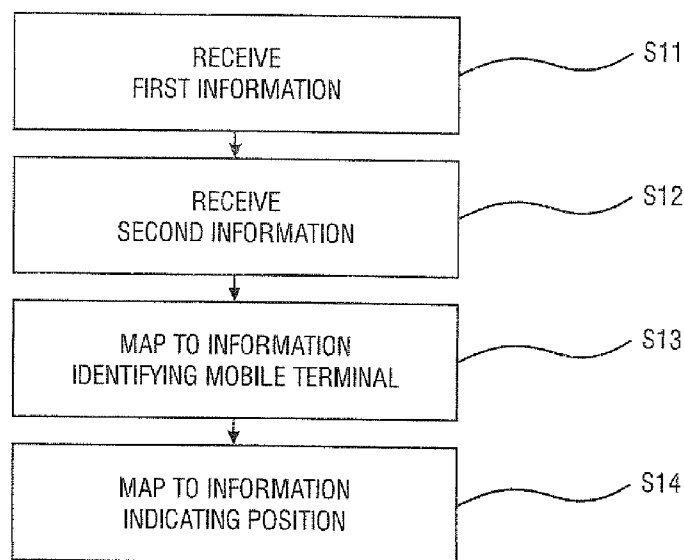 RECEIVE
FIRST INFORMATION
S11
RECEIVE
SECOND INFORMATION
S12
MAP TO INFORMATION
IDENTIFYING MOBILE TERMINAL
S13
MAP TO INFORMATION
INDICATING POSITION
S14